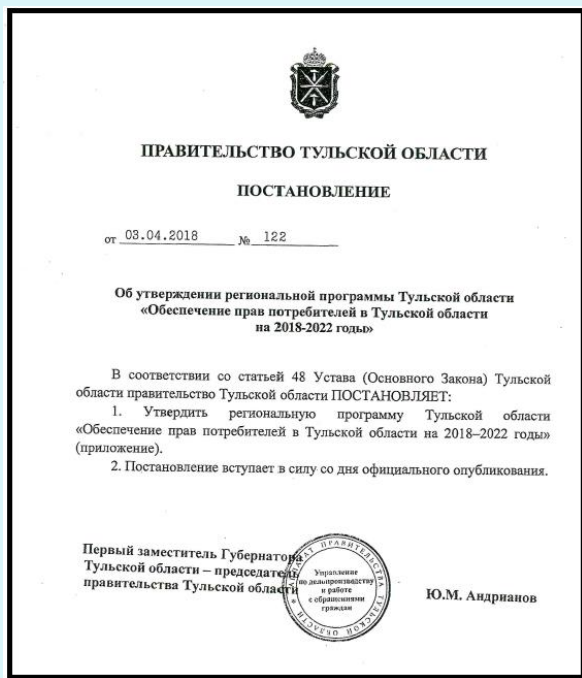 ПРАВИТЕЛЬСТВО ТУЛЬСКОЙ ОБЛАСТИ
ПОСТАНОВЛЕНИЕ
от 03.04.2018 № 122
Об утверждении региональной программы Тульской области
«Обеспечение прав потребителей в Тульской области
на 2018-2022 годы»
В соответствии со статьей 48 Устава (Основного Закона) Тульской
области правительство Тульской области ПОСТАНОВЛЯЕТ:
1. Утвердить региональную программу Тульской области
«Обеспечение прав потребителей в Тульской области на 2018–2022 годы»
(приложение).
2. Постановление вступает в силу со дня официального опубликования.
Первый заместитель Губернатора
Тульской области – председатель
правительства Тульской области
АППАРАТ ПРАВИТЕЛЬСТВА ТУЛЬСКОЙ ОБЛАСТИ
Управление
по делопроизводству
и работе
с обращениями
граждан
Ю.М. Андрианов